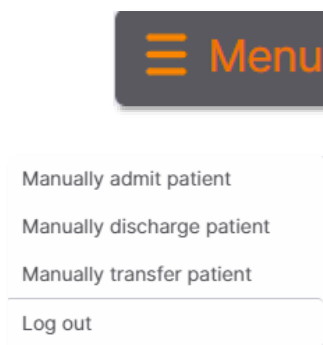 Menu
Manually admit patient
Manually discharge patient
Manually transfer patient
Log out